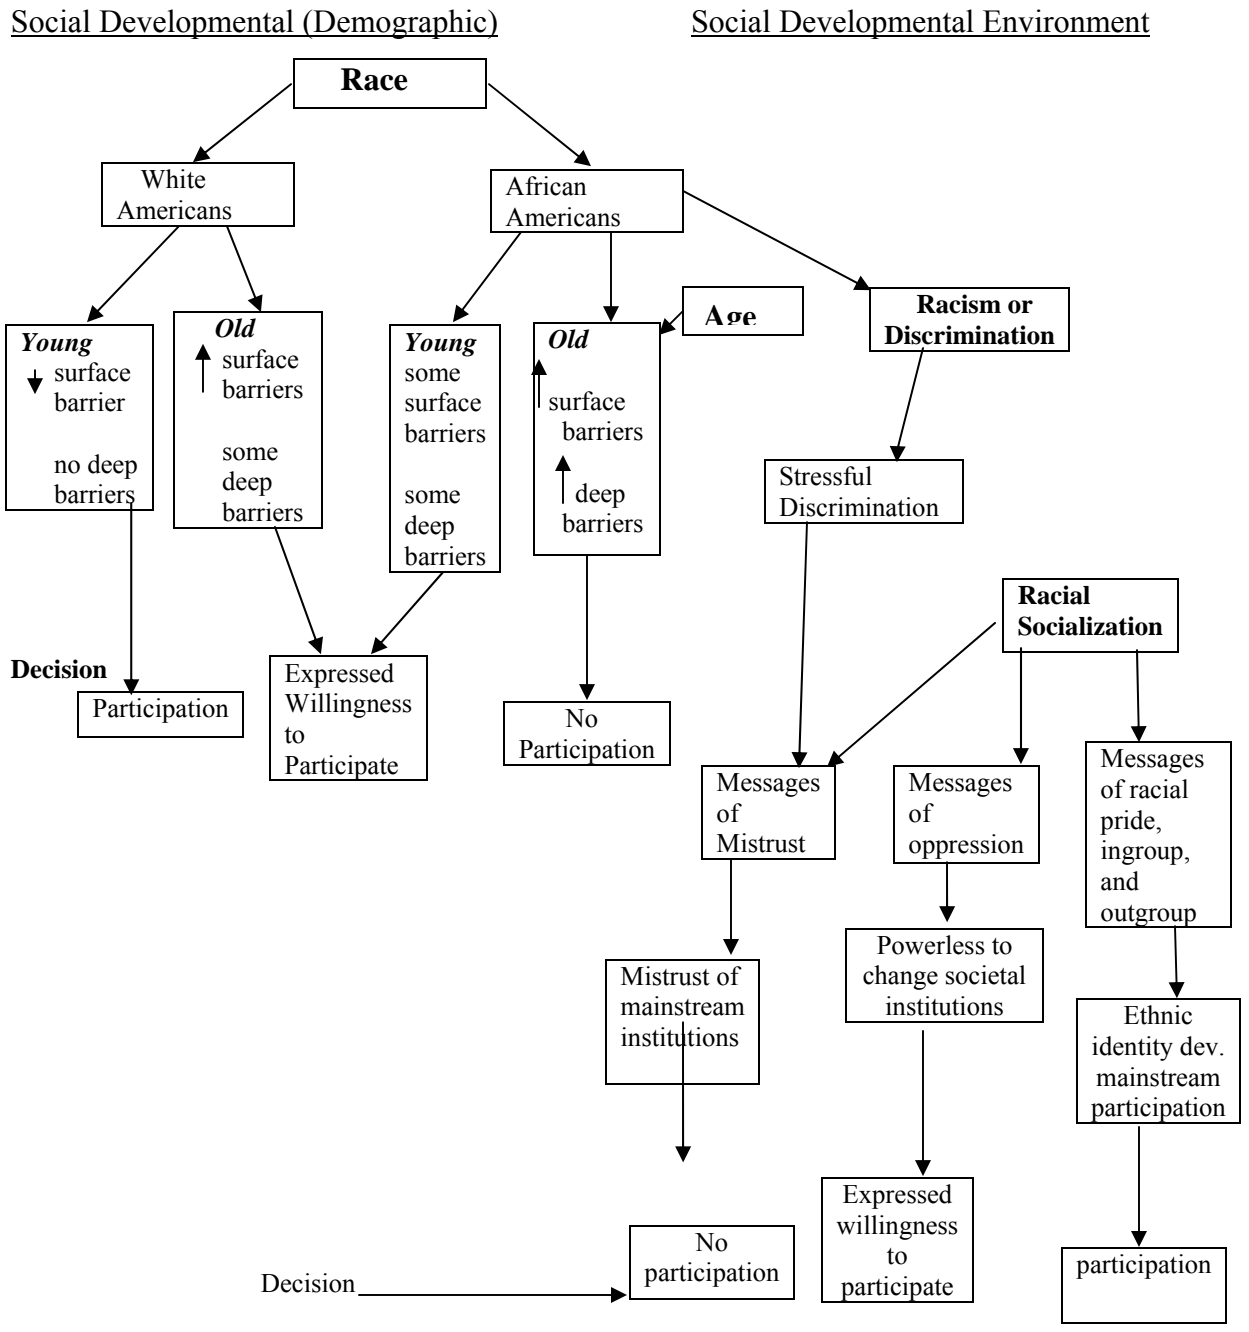 Social Developmental (Demographic)
Social Developmental Environment
Race
White
Americans
African
Americans
Young
surface
barrier
no deep
barriers
Old
surface
barriers
some
deep
barriers
Young
some
surface
barriers
some
deep
barriers
Old
surface
barriers
deep
barriers
Age
Racism or
Discrimination
Stressful
Discrimination
Racial
Socialization
Decision
Participation
Expressed
Willingness
to
Participate
No
Participation
Messages
of
Mistrust
Messages
of
oppression
Messages
of racial
pride,
ingroup,
and
outgroup
Mistrust of
mainstream
institutions
Powerless to
change societal
institutions
Ethnic
identity dev.
mainstream
participation
Decision
No
participation
Expressed
willingness
to
participate
participation